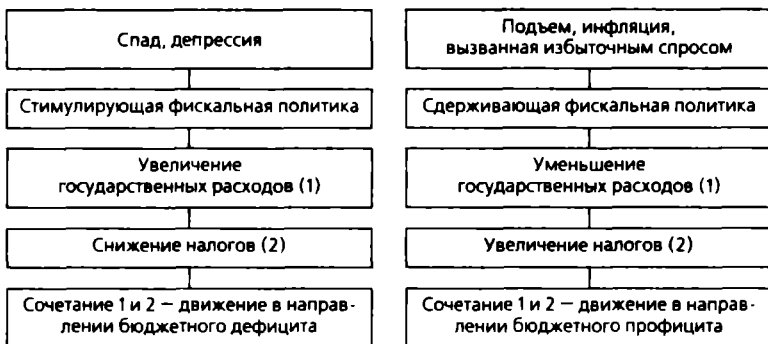 Спад, депрессия
Стимулирующая фискальная политика
Увеличение
государственных расходов (1)
Снижение налогов (2)
Сочетание 1 и 2 — движение в направ-
лении бюджетного дефицита
Подъем, инфляция,
вызванная избыточным спросом
Сдерживающая фискальная политика
Уменьшение
государственных расходов (1)
Увеличение налогов (2)
Сочетание 1 и 2 — движение в направ-
лении бюджетного профицита